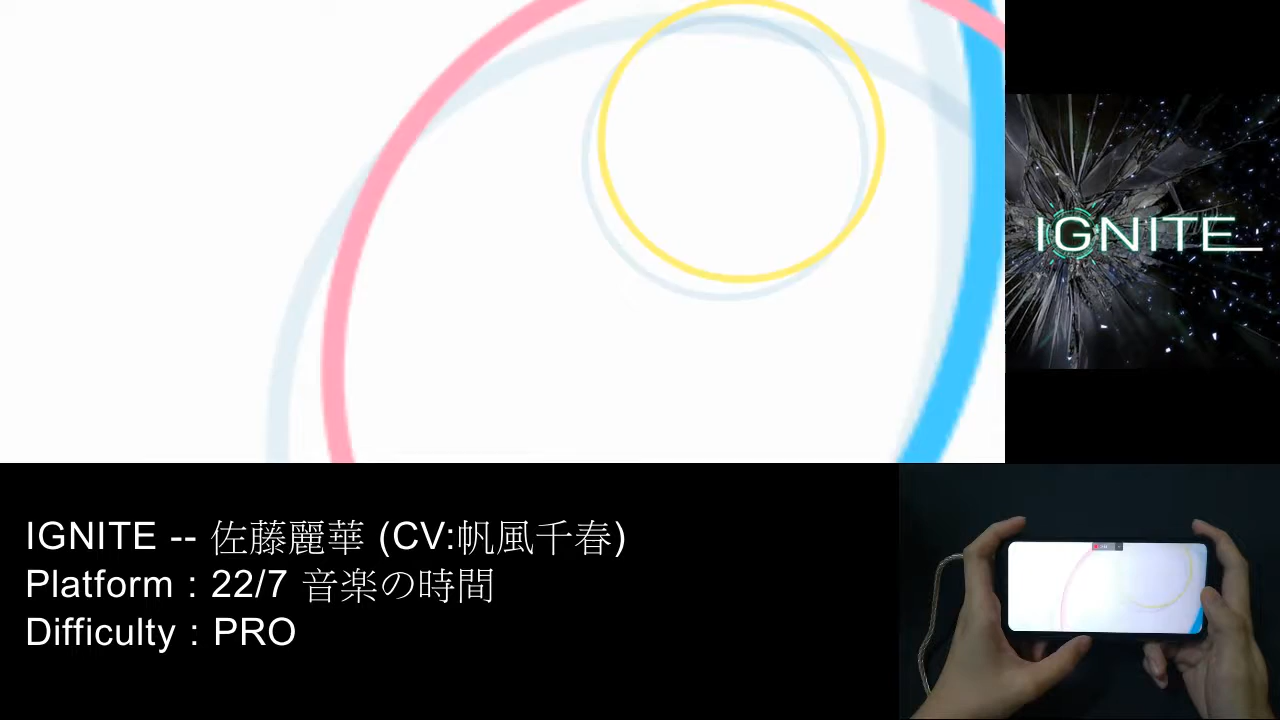 IGNITE
IGNITE -- 佐藤麗華 (CV:帆風千春)
Platform : 22/7 音楽の時間
Difficulty : PRO